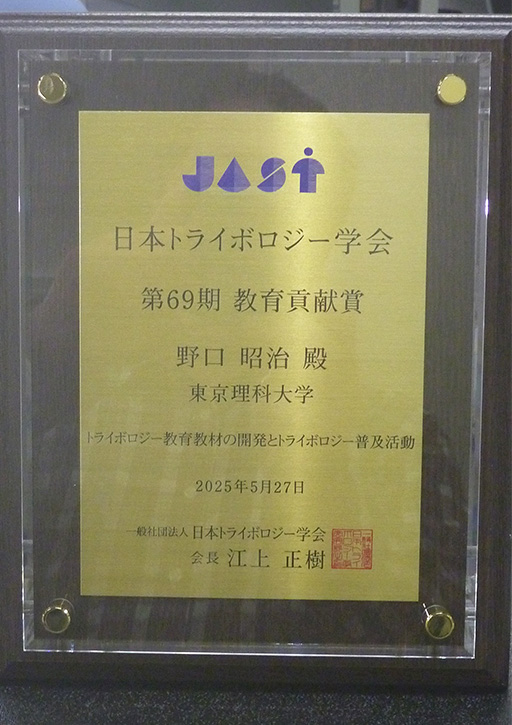 JAST
日本トライボロジー学会
第69期 教育貢献賞
野口 昭治 殿
東京理科大学
トライボロジー教育教材の開発とトライボロジー普及活動
2025年5月27日
一般社団法人 日本トライボロジー学会
会長 江上 正樹